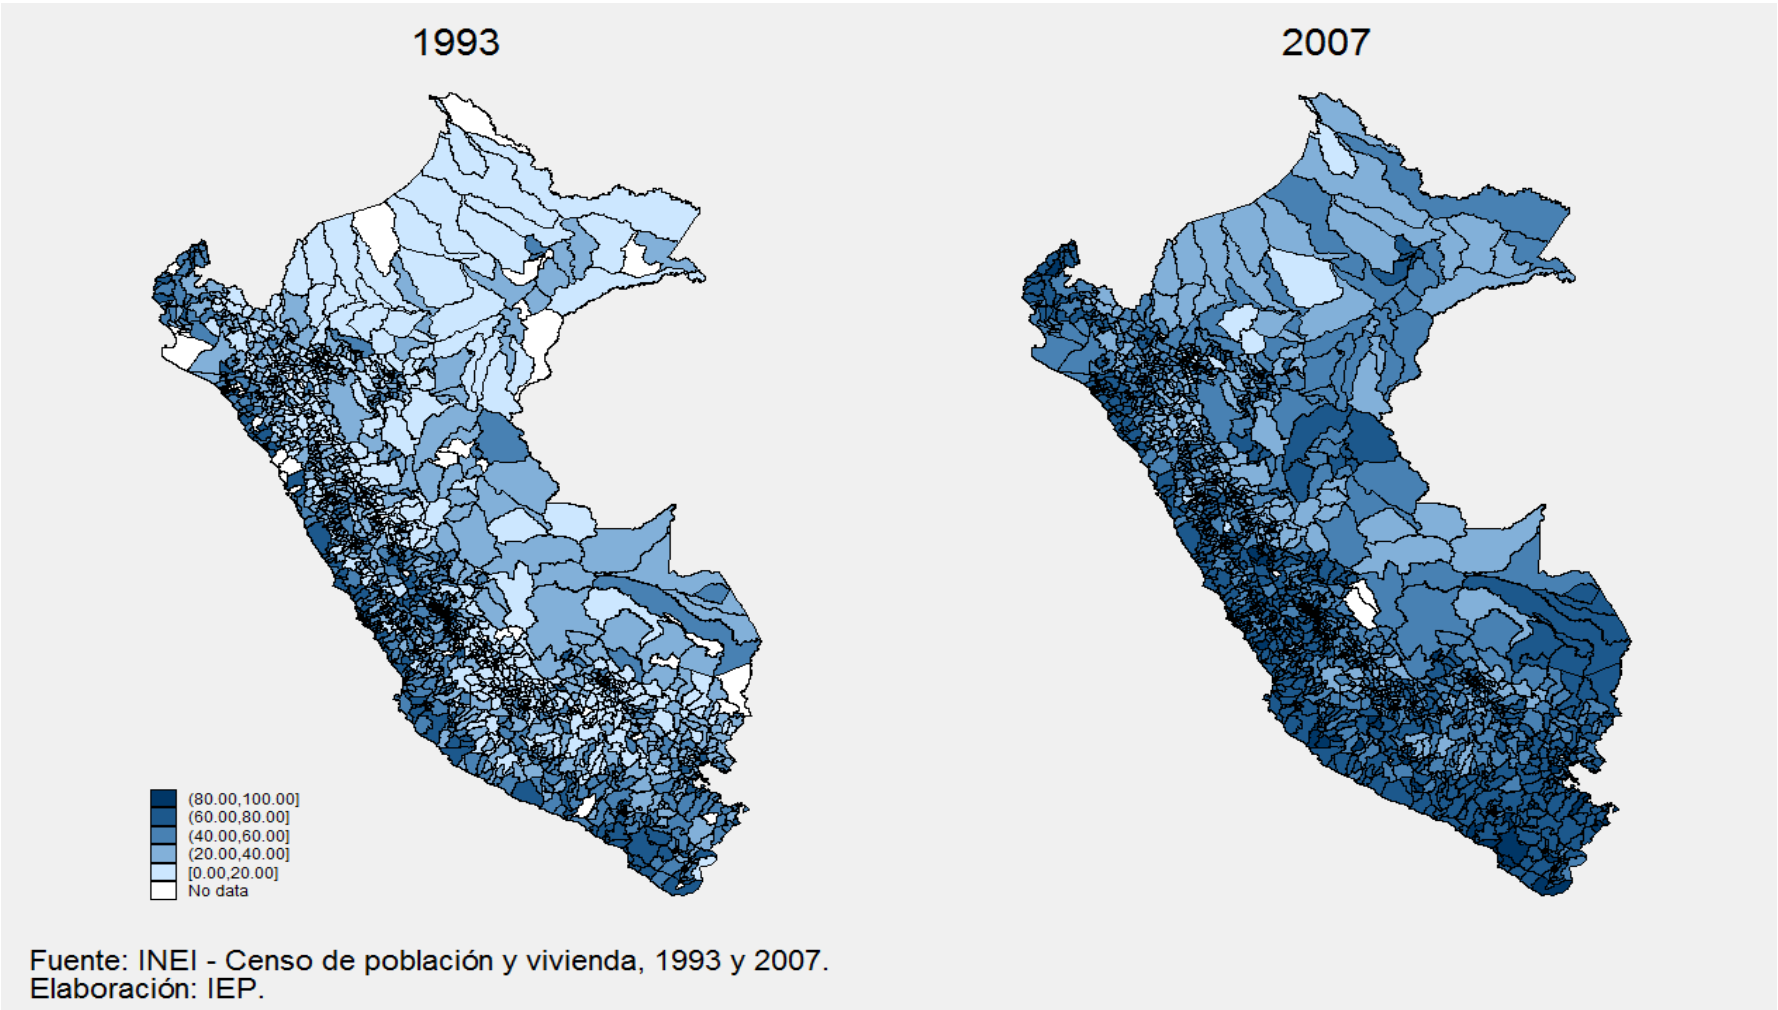 1993
2007
(80.00,100.00]
(60.00,80.00]
(40.00,60.00]
(20.00,40.00]
[0.00,20.00]
No data
Fuente: INEI - Censo de población y vivienda, 1993 y 2007.
Elaboración: IEP.